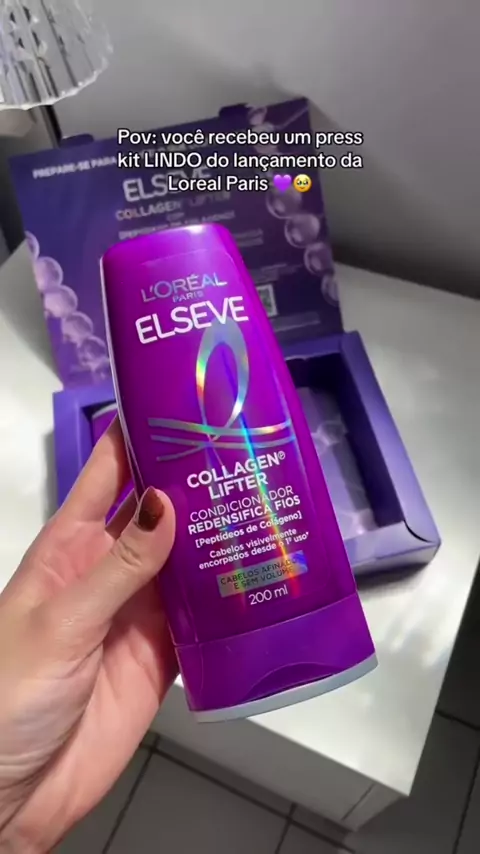 Pov: você recebeu um press
kit LINDO do lançamento da
Loreal Paris 💜🥹
PREPARE-SE PARA
ELSEVE
COLLAGEN LIFTER
L'ORÉAL
PARIS
ELSEVE
COLLAGEN®
LIFTER
CONDICIONADOR
REDENSIFICA FIOS
[Peptídeos de Colágeno]
Cabelos visivelmente
encorpados desde o 1º uso*
CABELOS AFINADOS
E SEM VOLUME
200 ml